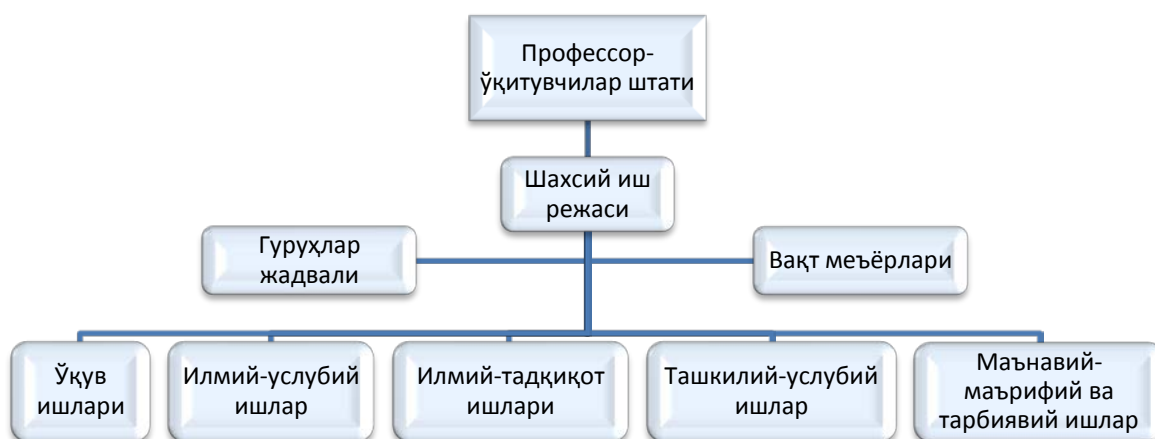 Профессор-
ўқитувчилар штати
Шахсий иш
режаси
Гуруҳлар
жадвали
Вақт меъёрлари
Ўқув
ишлари
Илмий-услубий
ишлар
Илмий-тадқиқот
ишлари
Ташкилий-услубий
ишлар
Маънавий-
маърифий ва
тарбиявий ишлар